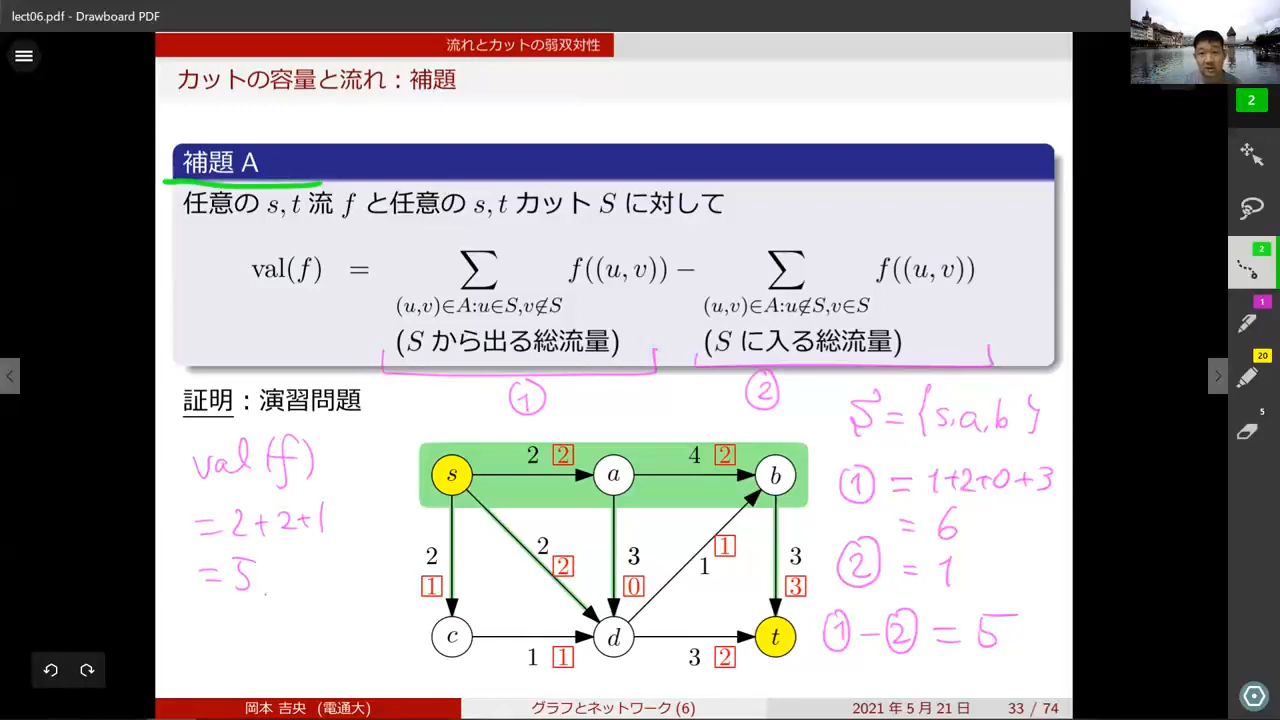 lect06.pdf - Drawboard PDF
流れとカットの弱双対性
カットの容量と流れ：補題
補題 A
任意の s, t 流 f と任意の s, t カット S に対して
val(f) = ∑ f((u, v)) − ∑ f((u, v))
(u,v)∈A:u∈S,v∉S (u,v)∈A:u∉S,v∈S
(S から出る総流量) (S に入る総流量)
① ②
証明：演習問題
val(f)
= 2+2+1
= 5
S = {s,a,b}
① = 1+2+0+3
= 6
② = 1
①-② = 5
2 2 4 2
s a b
2 2 3 1 3
1 2 0 1 3
c d t
1 1 3 2
岡本 吉央 (電通大) グラフとネットワーク (6) 2021 年 5 月 21 日 33 / 74
2
2
1
20
5